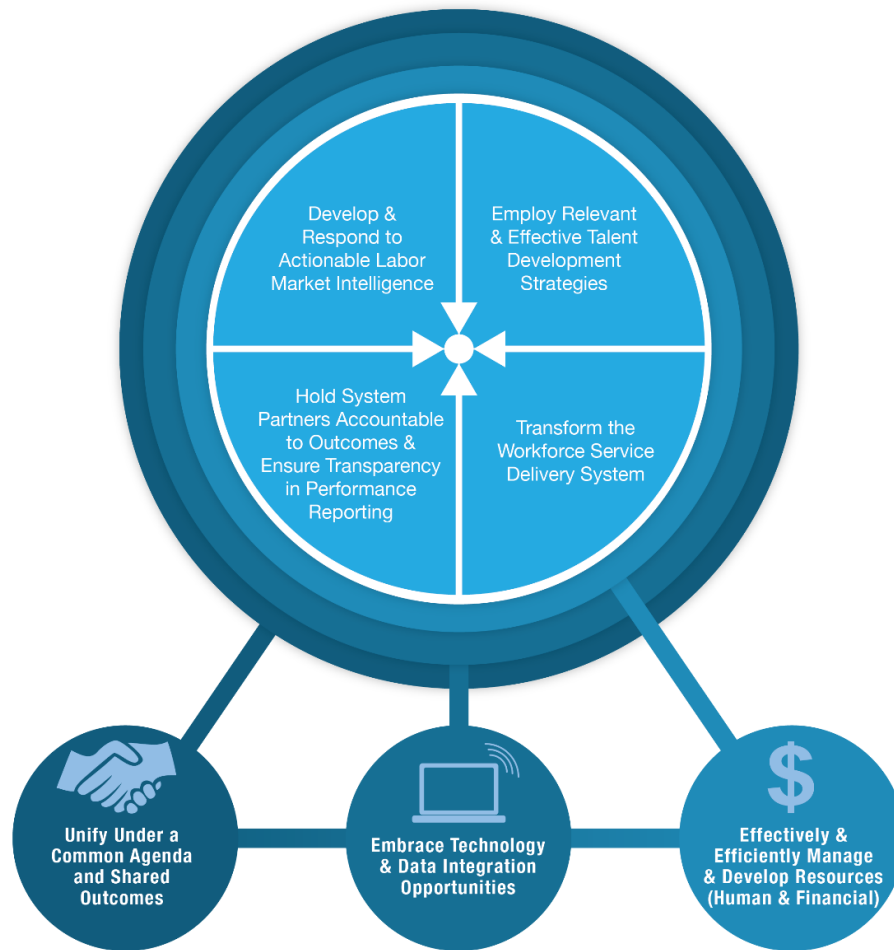 Develop &
Respond to
Actionable Labor
Market Intelligence
Employ Relevant
& Effective Talent
Development
Strategies
Hold System
Partners Accountable
to Outcomes &
Ensure Transparency
in Performance
Reporting
Transform the
Workforce Service
Delivery System
Unify Under a
Common Agenda
and Shared
Outcomes
Embrace Technology
& Data Integration
Opportunities
$
Effectively &
Efficiently Manage
& Develop Resources
(Human & Financial)